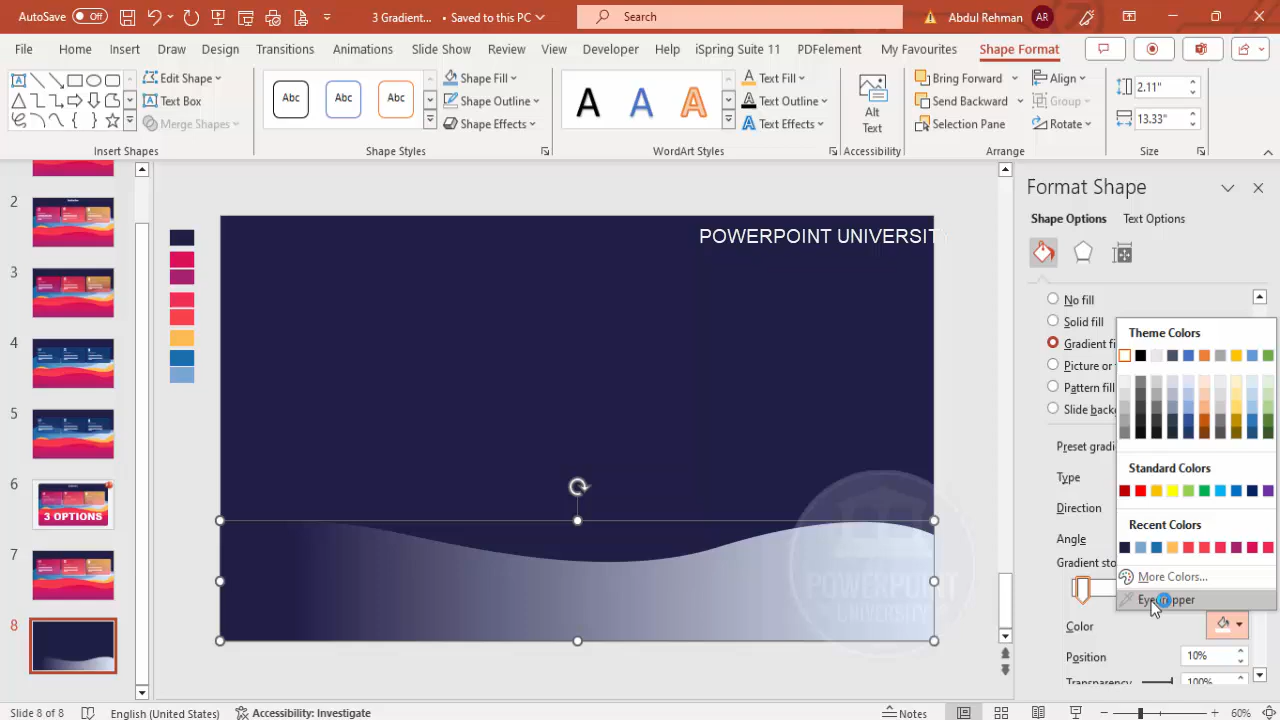 AutoSave Off 3 Gradient... • Saved to this PC Search Abdul Rehman AR
File Home Insert Draw Design Transitions Animations Slide Show Review View Developer Help iSpring Suite 11 PDFelement My Favourites Shape Format
Edit Shape
Text Box
Merge Shapes
Insert Shapes
Abc Abc Abc
Shape Fill
Shape Outline
Shape Effects
Shape Styles
A A A
Text Fill
Text Outline
Text Effects
WordArt Styles
Alt
Text
Accessibility
Bring Forward
Send Backward
Selection Pane
Align
Group
Rotate
Arrange
2.11"
13.33"
Size
2
3
4
5
6
3 OPTIONS
7
8
POWERPOINT UNIVERSIT
POWERPOINT
UNIVERSITY
Format Shape
Shape Options Text Options
No fill
Solid fill
Gradient fi
Picture or
Pattern fill
Slide back
Preset gradi
Type
Direction
Angle
Gradient sto
Color
Position 10%
Transparency 100%
Theme Colors
Standard Colors
Recent Colors
More Colors...
Eyedropper
Slide 8 of 8 English (United States) Accessibility: Investigate Notes 60%